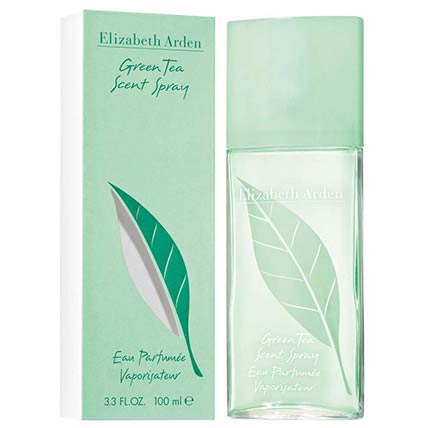 Elizabeth Arden
Green Tea
Scent Spray
Eau Parfumée
Vaporisateur
3.3 FL.OZ. 100 ml ℮
Elizabeth Arden
Green Tea
Scent Spray
Eau Parfumée
Vaporisateur